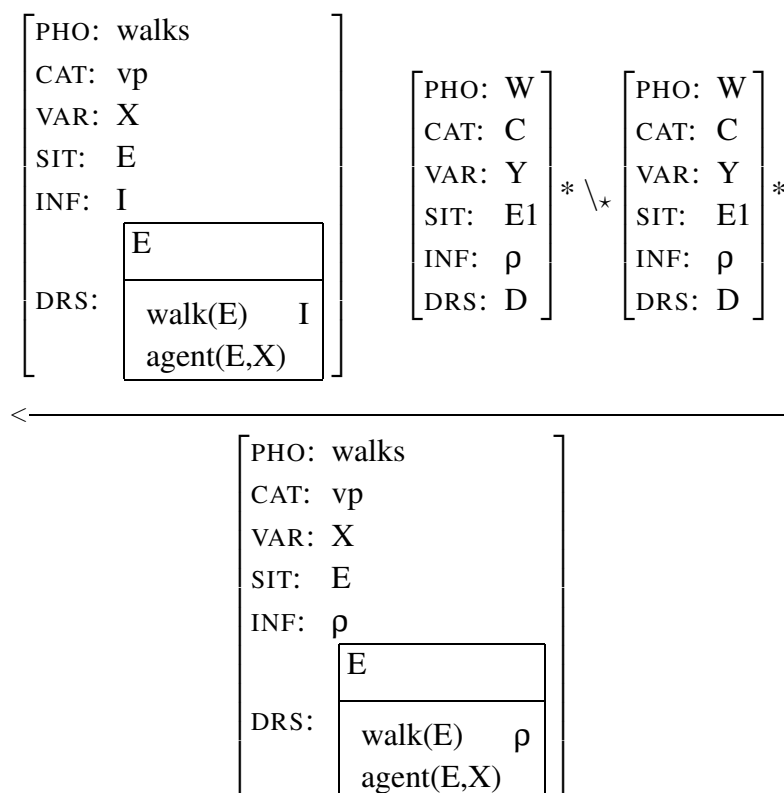 PHO: walks
CAT: vp
VAR: X
SIT: E
INF: I
DRS:
E
walk(E) I
agent(E,X)
PHO: W
CAT: C
VAR: Y
SIT: E1
INF: ρ
DRS: D
* \⋆
PHO: W
CAT: C
VAR: Y
SIT: E1
INF: ρ
DRS: D
*
<
PHO: walks
CAT: vp
VAR: X
SIT: E
INF: ρ
DRS:
E
walk(E) ρ
agent(E,X)